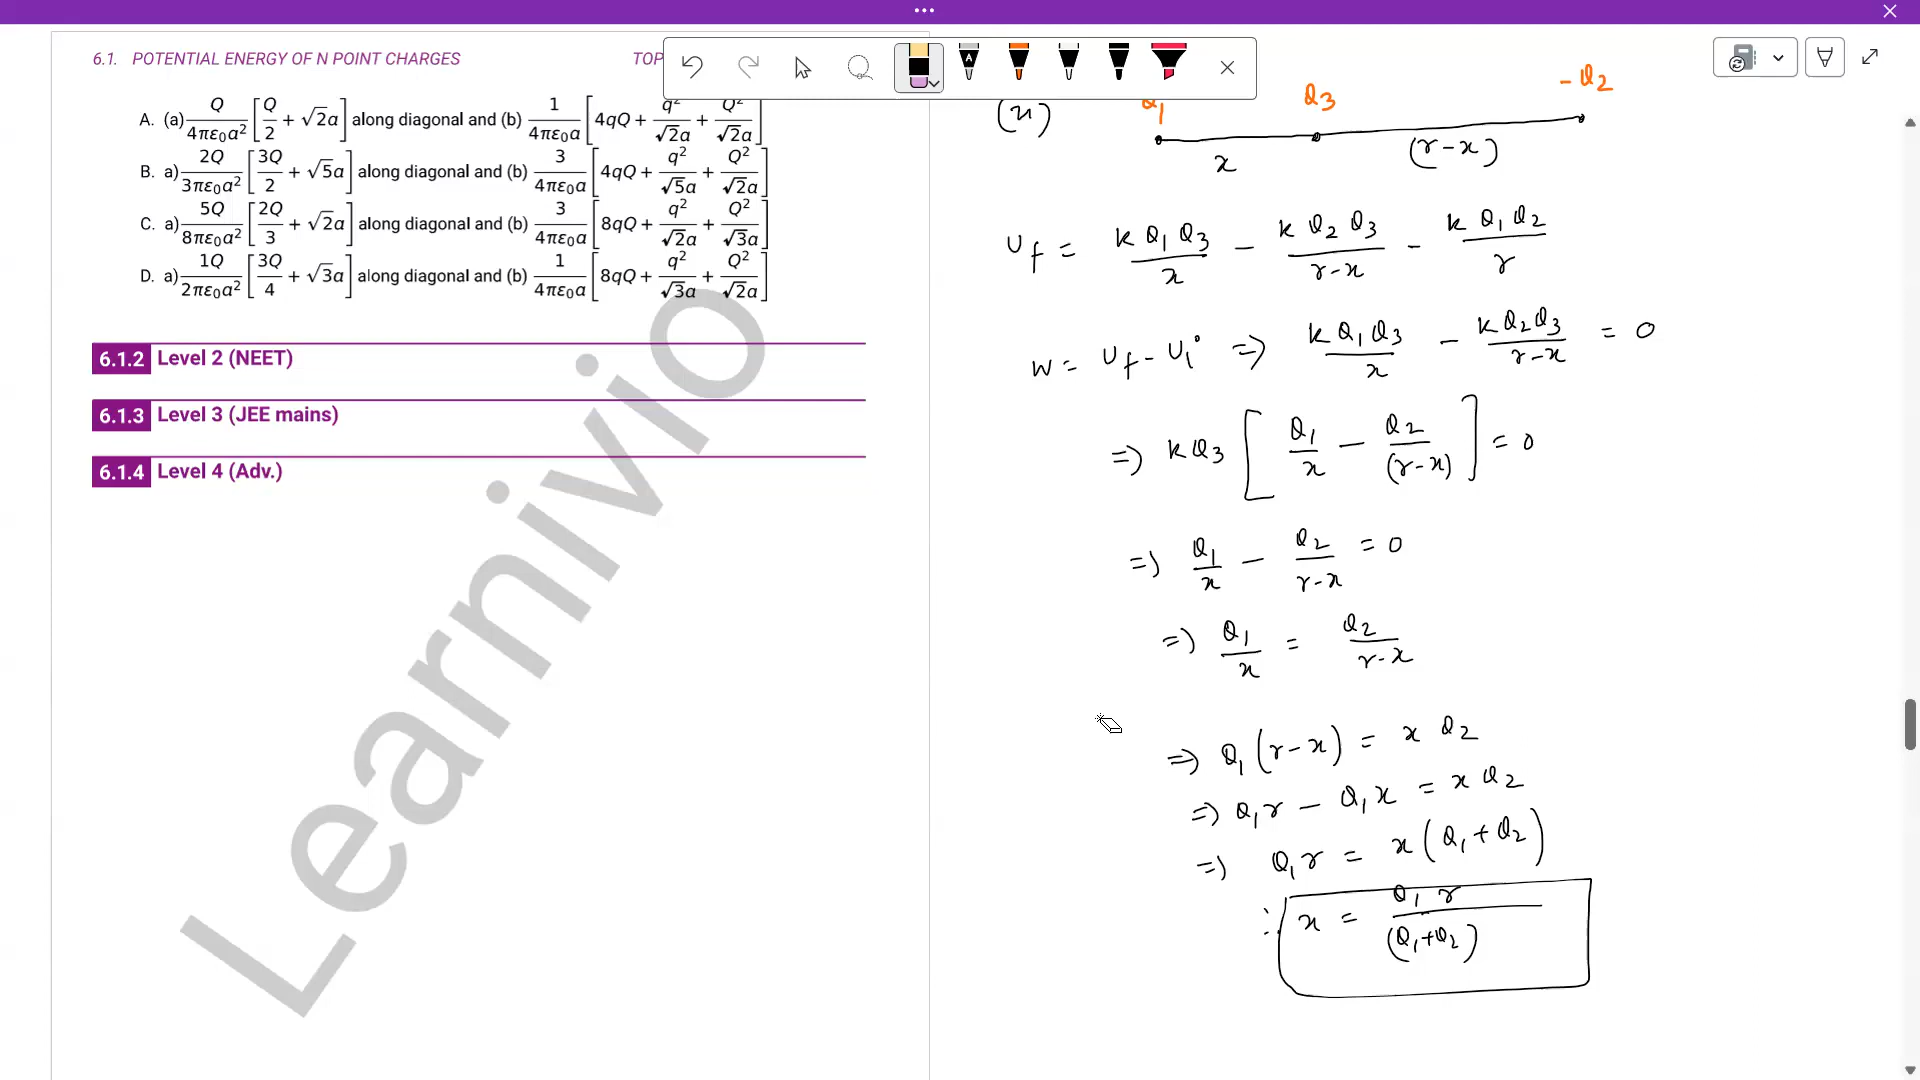 6.1. POTENTIAL ENERGY OF N POINT CHARGES TOP
A. (a) Q/4πε₀a² [Q/2 + √2a] along diagonal and (b) 1/4πε₀a [4qQ + q²/√2a + Q²/√2a]
B. a) 2Q/3πε₀a² [3Q/2 + √5a] along diagonal and (b) 3/4πε₀a [4qQ + q²/√5a + Q²/√2a]
C. a) 5Q/8πε₀a² [2Q/3 + √2a] along diagonal and (b) 3/4πε₀a [8qQ + q²/√2a + Q²/√3a]
D. a) 1Q/2πε₀a² [3Q/4 + √3a] along diagonal and (b) 1/4πε₀a [8qQ + q²/√3a + Q²/√2a]
6.1.2 Level 2 (NEET)
6.1.3 Level 3 (JEE mains)
6.1.4 Level 4 (Adv.)
Learnivio
(ii)
Q₁ Q₃ -Q₂
x (r-x)
U_f = kQ₁Q₃/x - kQ₂Q₃/(r-x) - kQ₁Q₂/r
W = U_f - U_i => kQ₁Q₃/x - kQ₂Q₃/(r-x) = 0
=> kQ₃ [Q₁/x - Q₂/(r-x)] = 0
=> Q₁/x - Q₂/(r-x) = 0
=> Q₁/x = Q₂/(r-x)
=> Q₁(r-x) = x Q₂
=> Q₁r - Q₁x = x Q₂
=> Q₁r = x(Q₁+Q₂)
∴ x = Q₁r/(Q₁+Q₂)